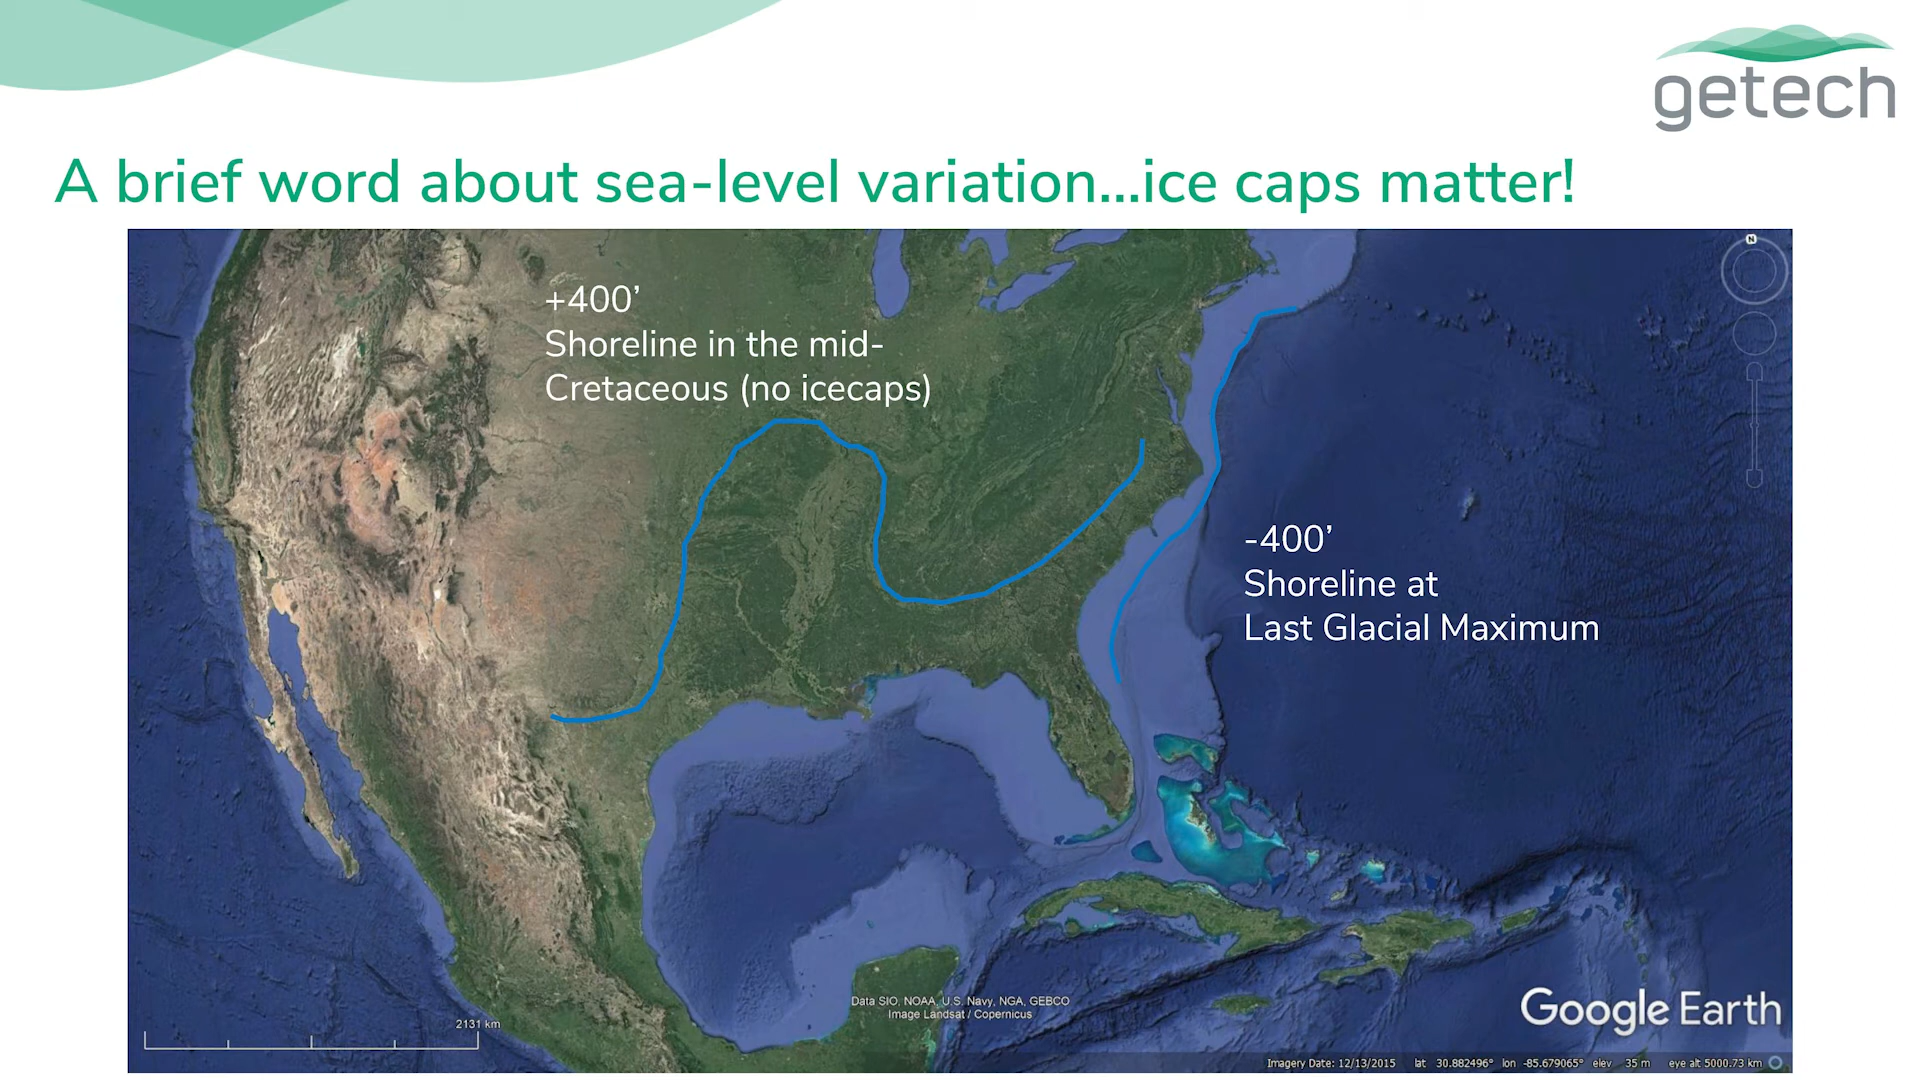 getech
A brief word about sea-level variation...ice caps matter!
N
+400’
Shoreline in the mid-
Cretaceous (no icecaps)
-400’
Shoreline at
Last Glacial Maximum
Data SIO, NOAA, U.S. Navy, NGA, GEBCO
Image Landsat / Copernicus
Google Earth
2131 km
Imagery Date: 12/13/2015 lat 30.882496° lon -85.679065° elev 35 m eye alt 5000.73 km